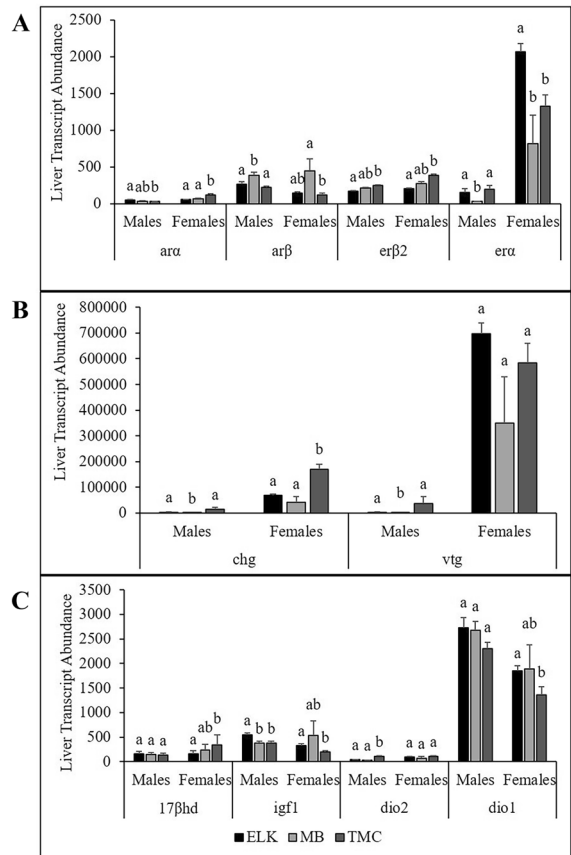 A
Liver Transcript Abundance
2500
2000
1500
1000
500
0
a ab b
a a b
a b a
ab a b
a ab b
a ab b
a b a
a b b
Males Females Males Females Males Females Males Females
arα arβ erβ2 erα
B
Liver Transcript Abundance
800000
700000
600000
500000
400000
300000
200000
100000
0
a b a
a a b
a b a
a a a
Males Females Males Females
chg vtg
C
Liver Transcript Abundance
3500
3000
2500
2000
1500
1000
500
0
a a a
a ab b
a b b
a ab b
a a b
a a a
a a a
a ab b
Males Females Males Females Males Females Males Females
17βhd igf1 dio2 dio1
ELK MB TMC